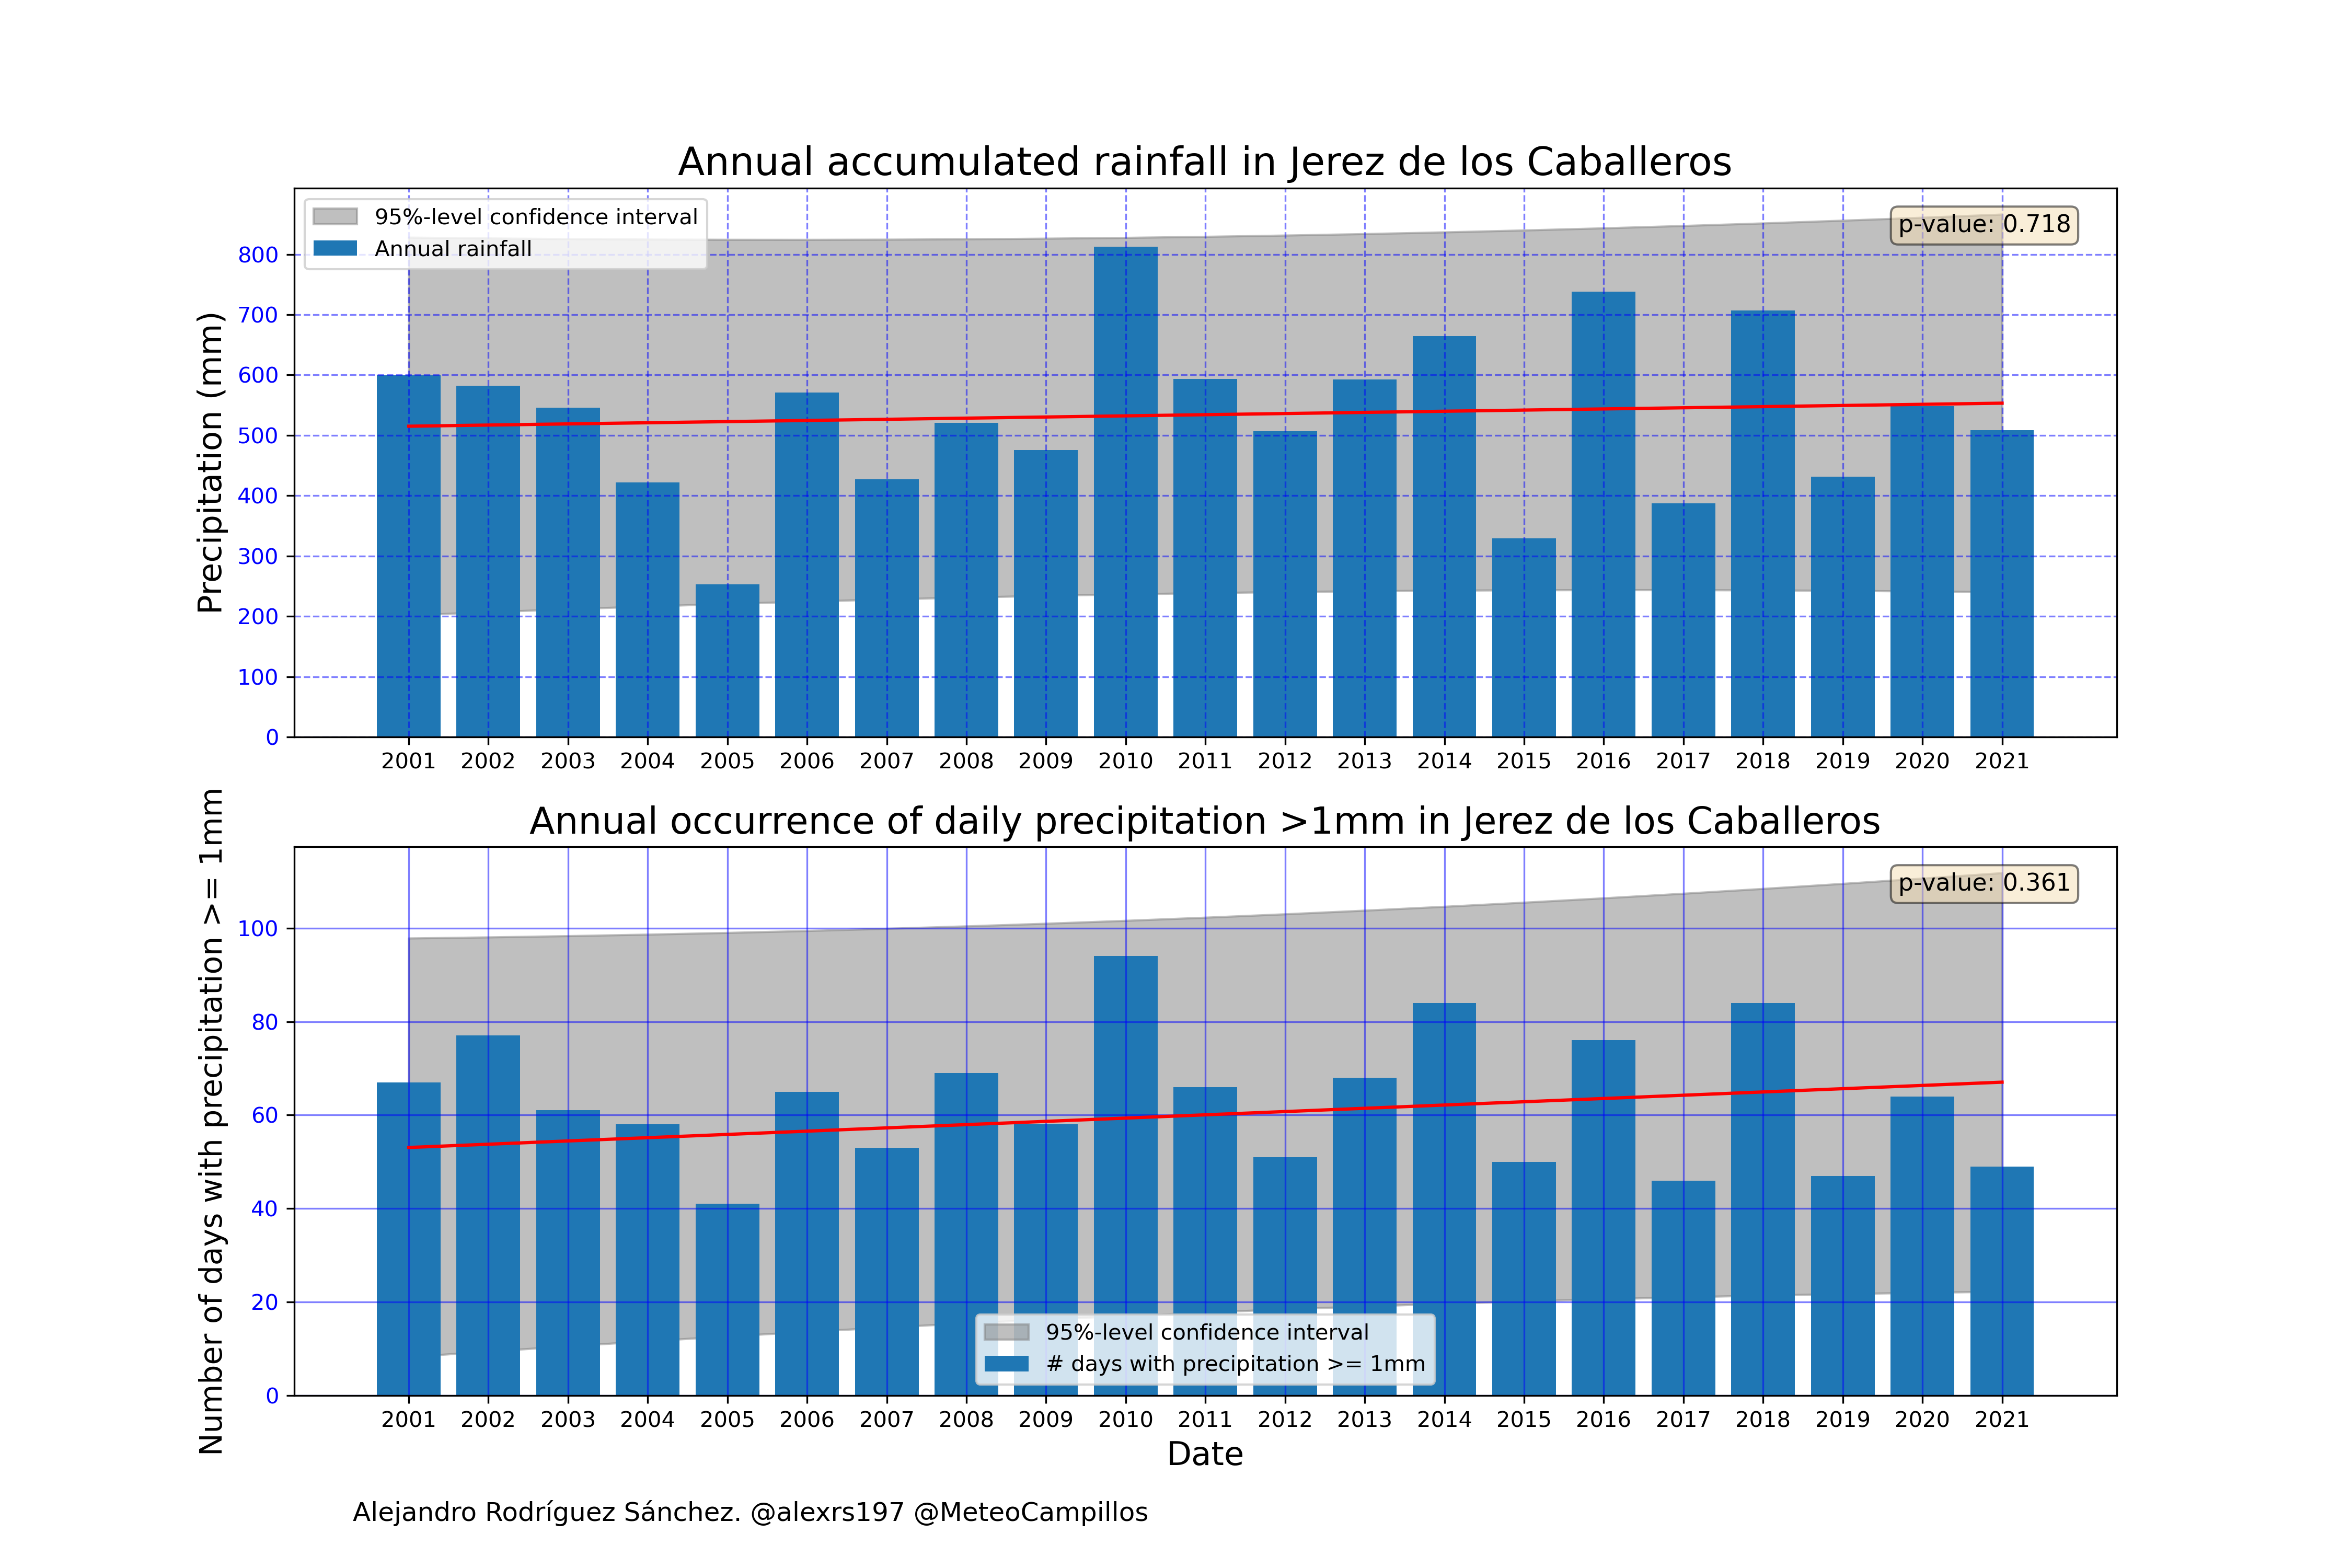 Annual accumulated rainfall in Jerez de los Caballeros
95%-level confidence interval
Annual rainfall
p-value: 0.718
Precipitation (mm)
800
700
600
500
400
300
200
100
0
2001 2002 2003 2004 2005 2006 2007 2008 2009 2010 2011 2012 2013 2014 2015 2016 2017 2018 2019 2020 2021
Annual occurrence of daily precipitation >1mm in Jerez de los Caballeros
p-value: 0.361
Number of days with precipitation >= 1mm
100
80
60
40
20
0
95%-level confidence interval
# days with precipitation >= 1mm
2001 2002 2003 2004 2005 2006 2007 2008 2009 2010 2011 2012 2013 2014 2015 2016 2017 2018 2019 2020 2021
Date
Alejandro Rodríguez Sánchez. @alexrs197 @MeteoCampillos